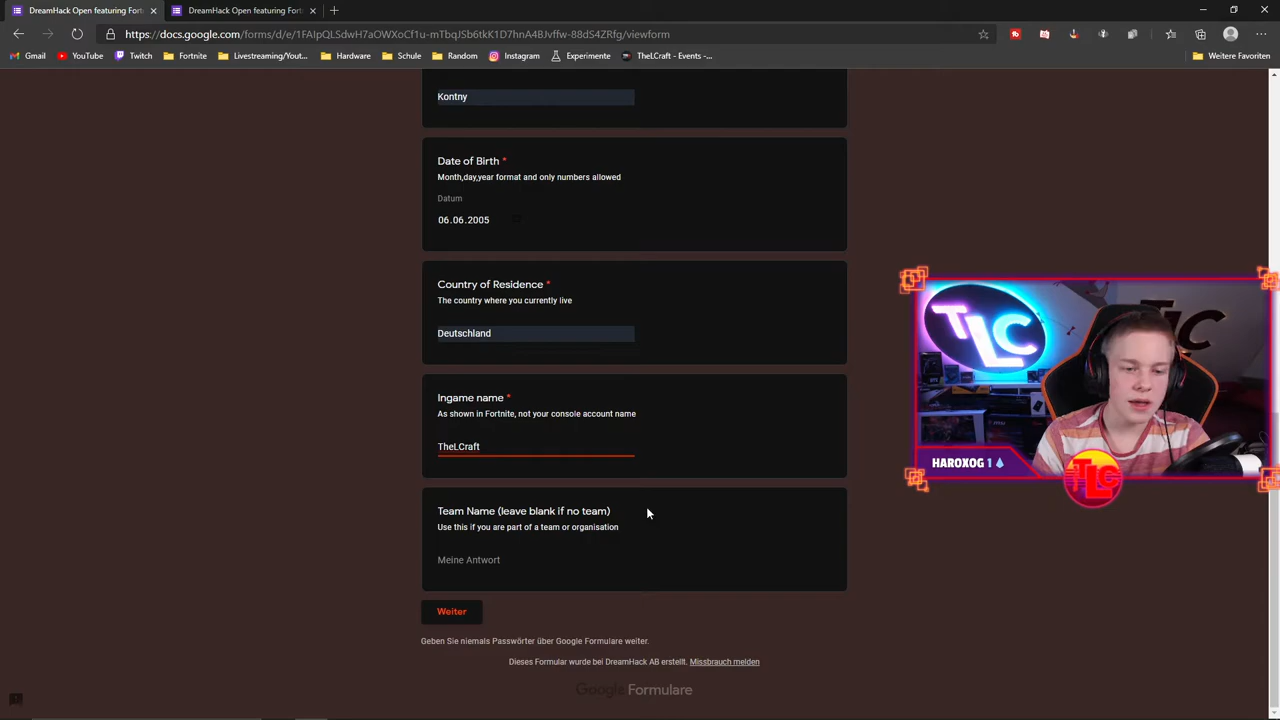 DreamHack Open featuring Fort
DreamHack Open featuring Fort
https://docs.google.com/forms/d/e/1FAIpQLSdwH7aOWXoCf1u-mTbqJSb6tkK1D7hnA4BJvffw-88dS4ZRfg/viewform
Gmail
YouTube
Twitch
Fortnite
Livestreaming/You...
Hardware
Schule
Random
Instagram
Experimente
TheLCraft - Events -...
Weitere Favoriten
Kontny
Date of Birth *
Month,day,year format and only numbers allowed
Datum
06.06.2005
Country of Residence *
The country where you currently live
Deutschland
Ingame name *
As shown in Fortnite, not your console account name
TheLCraft
Team Name (leave blank if no team)
Use this if you are part of a team or organisation
Meine Antwort
Weiter
Geben Sie niemals Passwörter über Google Formulare weiter.
Dieses Formular wurde bei DreamHack AB erstellt. Missbrauch melden
Google Formulare
TLC
TLC
HAROXOG 1
TLC